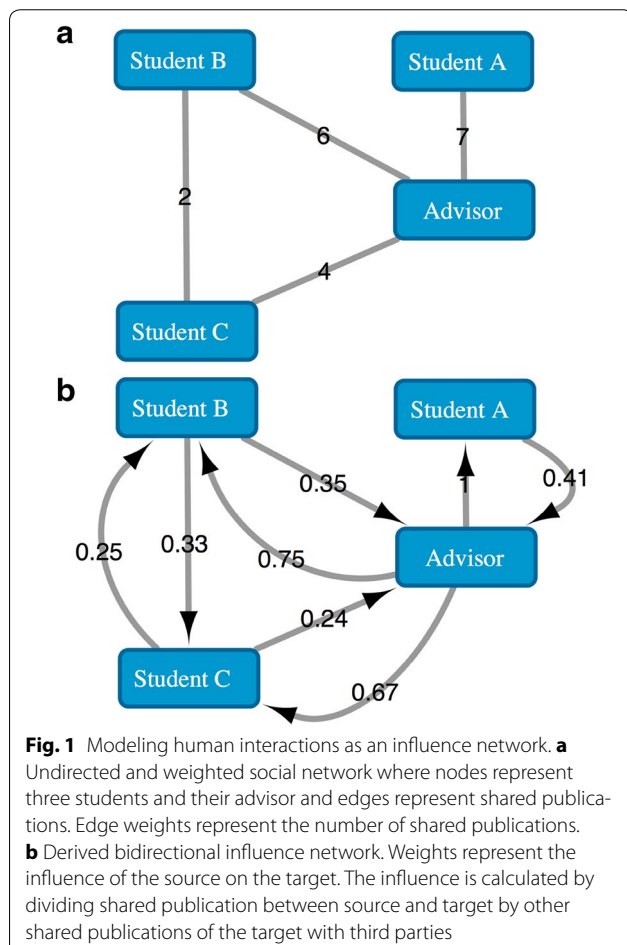 a
Student B
Student A
6
7
2
Advisor
4
Student C
b
Student B
Student A
0.35
1
0.41
0.25
0.33
0.75
Advisor
0.24
Student C
0.67
Fig. 1 Modeling human interactions as an influence network. a
Undirected and weighted social network where nodes represent
three students and their advisor and edges represent shared publica-
tions. Edge weights represent the number of shared publications.
b Derived bidirectional influence network. Weights represent the
influence of the source on the target. The influence is calculated by
dividing shared publication between source and target by other
shared publications of the target with third parties